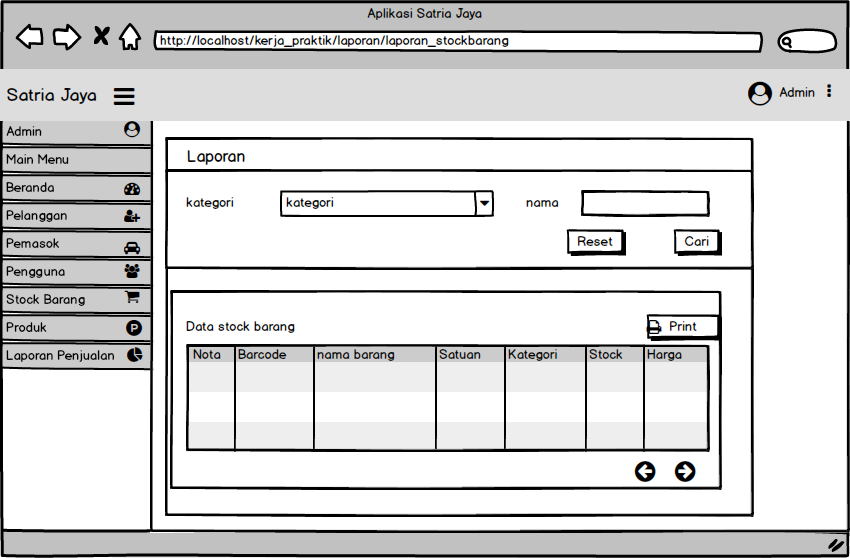 Aplikasi Satria Jaya
http://localhost/kerja_praktik/laporan/laporan_stockbarang
Satria Jaya
Admin
Admin
Main Menu
Beranda
Pelanggan
Pemasok
Pengguna
Stock Barang
Produk
P
Laporan Penjualan
Laporan
kategori
kategori
nama
Reset
Cari
Data stock barang
Print
Nota Barcode nama barang Satuan Kategori Stock Harga